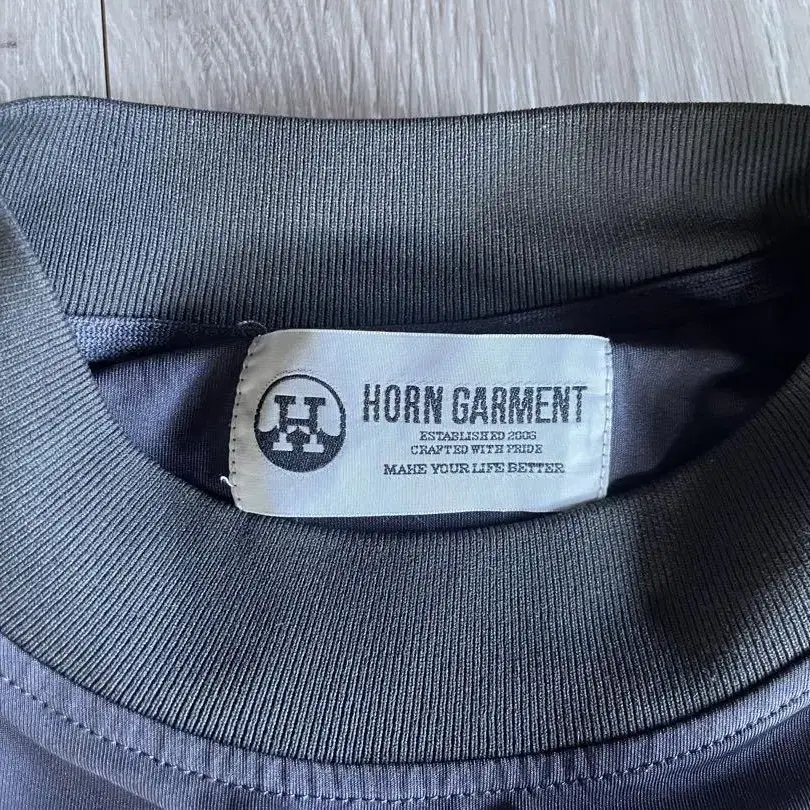 H
HORN GARMENT
ESTABLISHED 2006
CRAFTED WITH PRIDE
MAKE YOUR LIFE BETTER